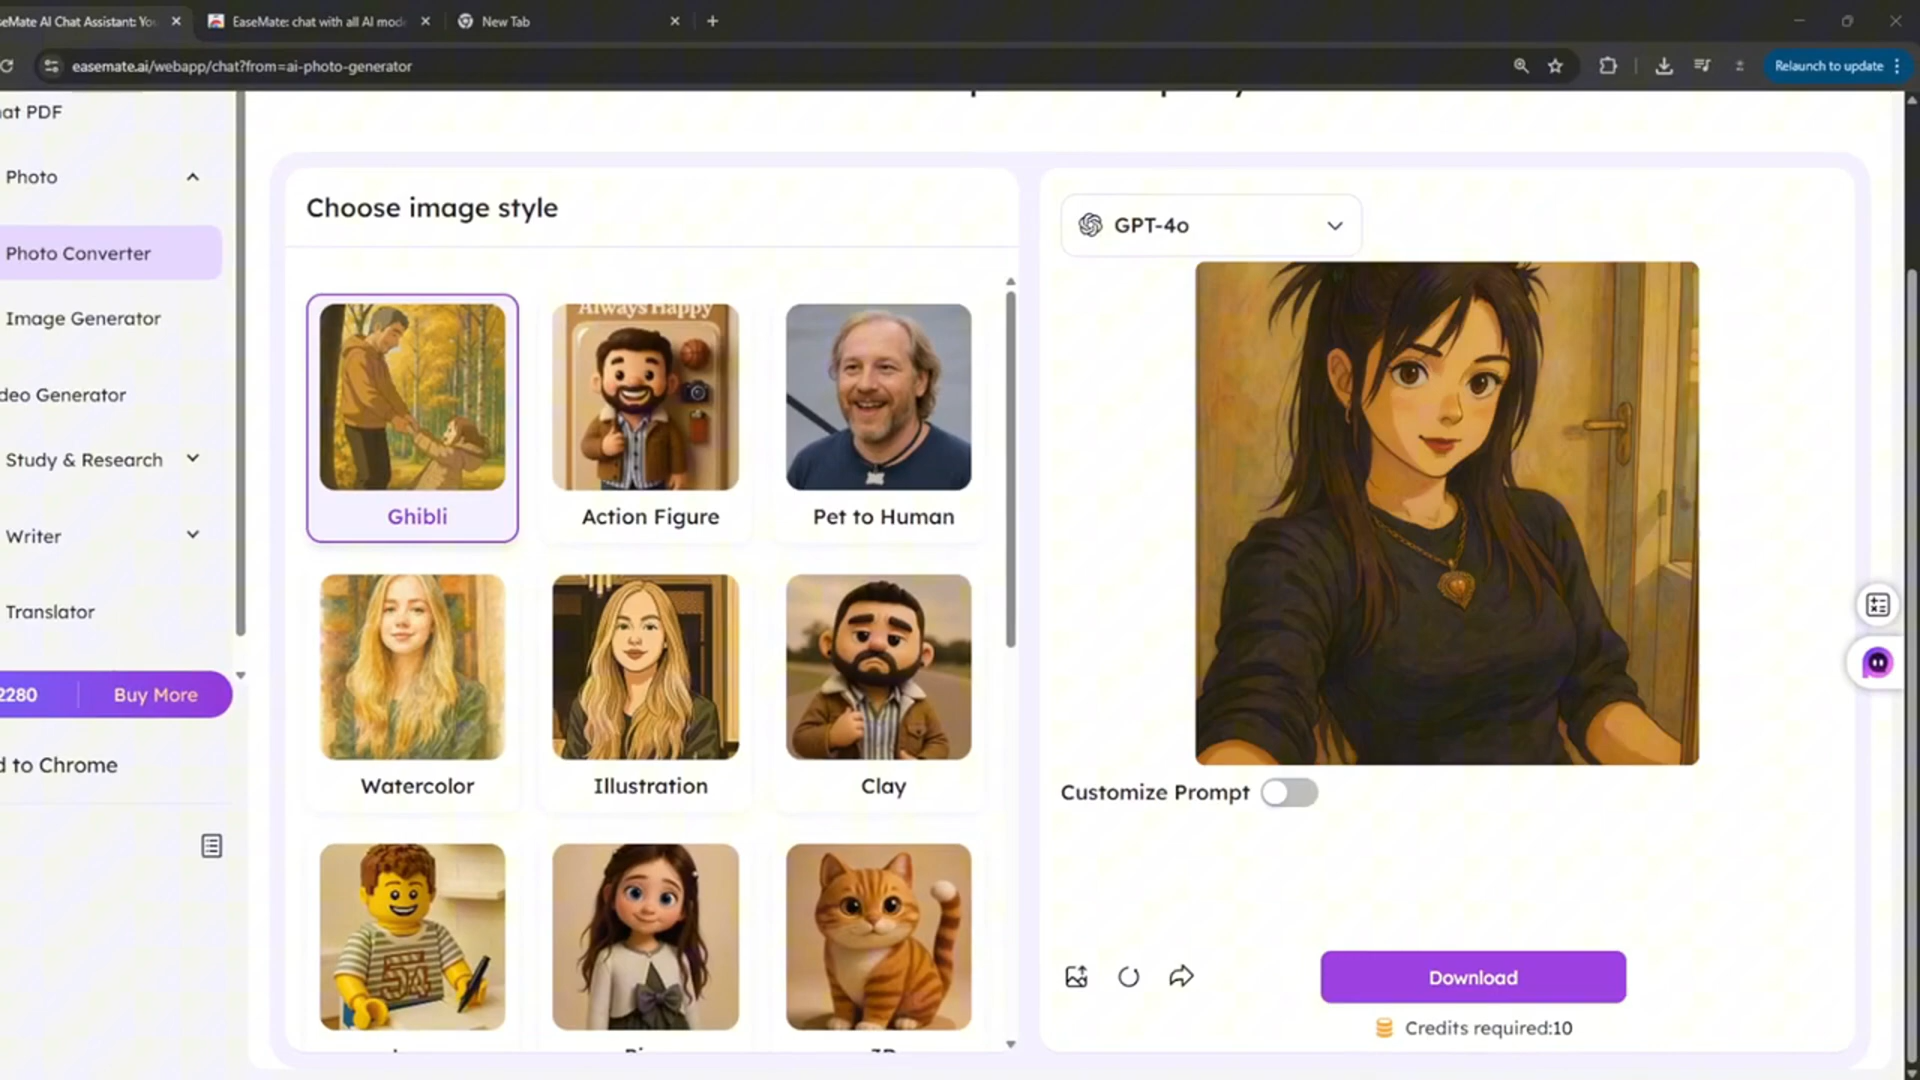 seMate AI Chat Assistant: Yo
EaseMate: chat with all AI mod
New Tab
easemate.ai/webapp/chat?from=ai-photo-generator
Relaunch to update
at PDF
Photo
Photo Converter
Image Generator
deo Generator
Study & Research
Writer
Translator
2280
Buy More
d to Chrome
Choose image style
Always Happy
Ghibli
Action Figure
Pet to Human
Watercolor
Illustration
Clay
GPT-4o
Customize Prompt
Download
Credits required:10